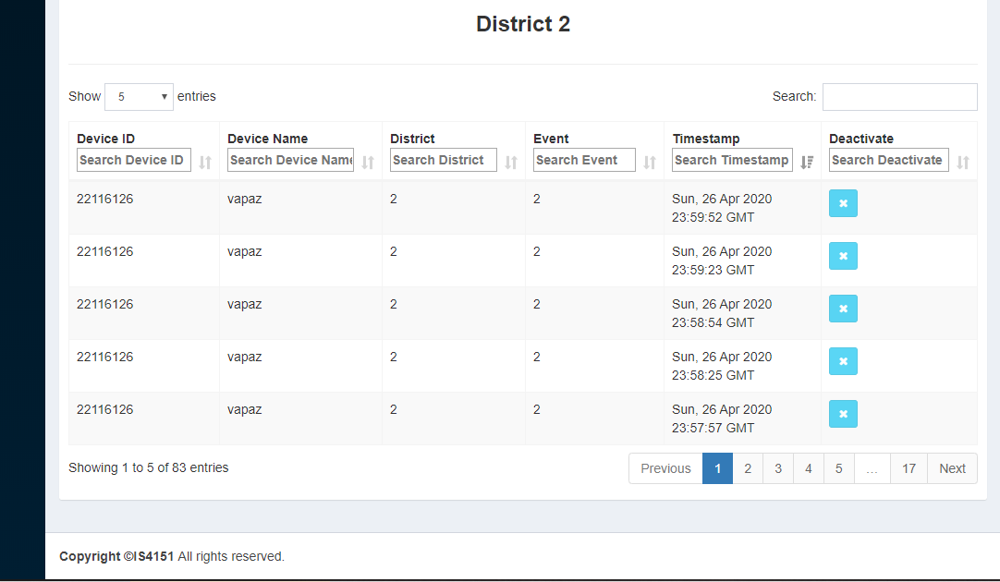 District 2
Show 5 entries Search:
Device ID Device Name District Event Timestamp Deactivate
Search Device ID Search Device Name Search District Search Event Search Timestamp Search Deactivate
22116126 vapaz 2 2 Sun, 26 Apr 2020
23:59:52 GMT
22116126 vapaz 2 2 Sun, 26 Apr 2020
23:59:23 GMT
22116126 vapaz 2 2 Sun, 26 Apr 2020
23:58:54 GMT
22116126 vapaz 2 2 Sun, 26 Apr 2020
23:58:25 GMT
22116126 vapaz 2 2 Sun, 26 Apr 2020
23:57:57 GMT
Showing 1 to 5 of 83 entries Previous 1 2 3 4 5 … 17 Next
Copyright ©IS4151 All rights reserved.